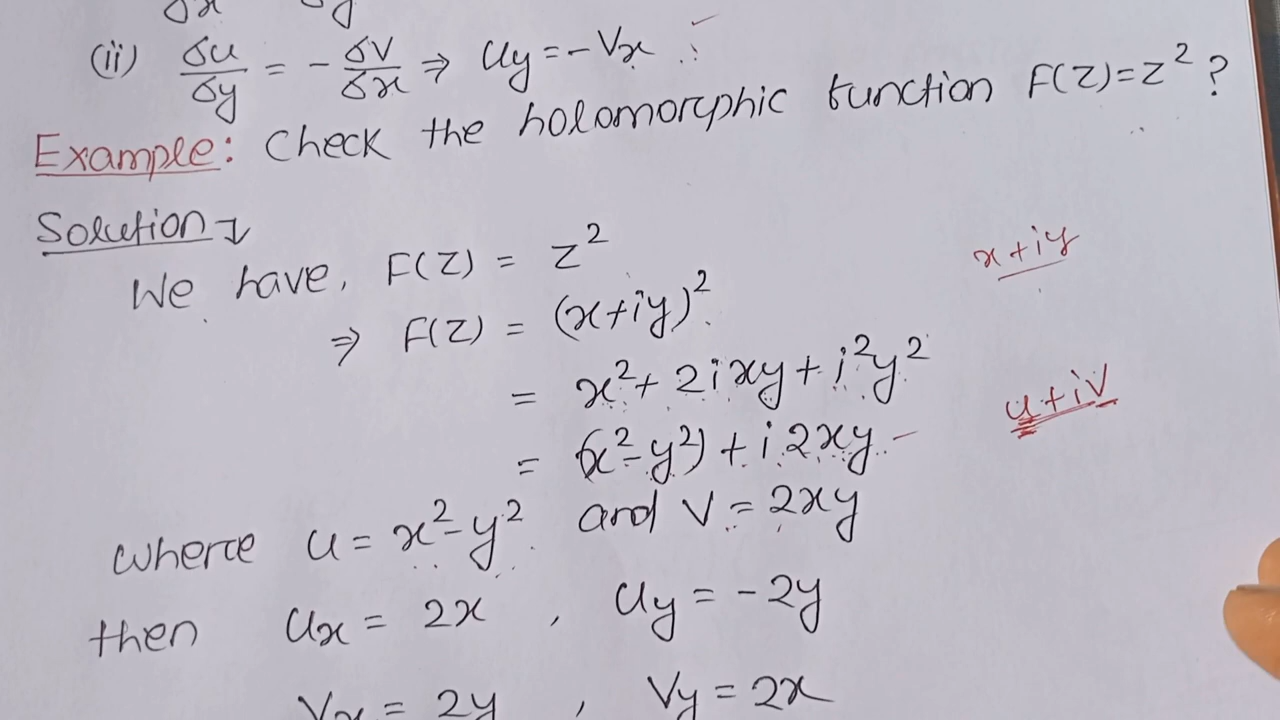 (ii) δu/δy = - δV/δx ⇒ Uy = - Vx ∴
Example: Check the holomorphic function F(Z) = z² ?
Solution
We have, F(Z) = z²
⇒ F(Z) = (x+iy)²
x+iy
= x² + 2ixy + i²y²
= (x²-y²) + i2xy
u+iV
where u = x²-y² and V = 2xy
then Ux = 2x , Uy = -2y
Vx = 2y , Vy = 2x